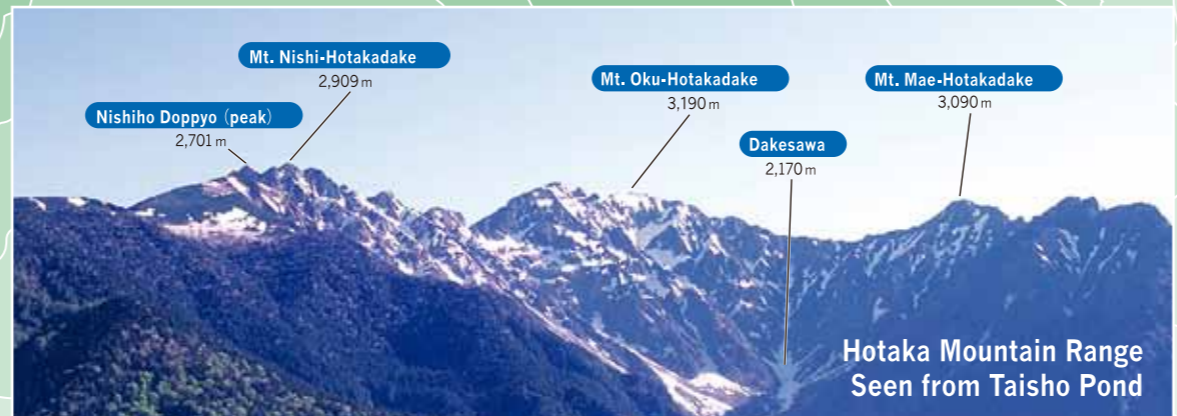 Mt. Nishi-Hotakadake
2,909 m
Nishiho Doppyo (peak)
2,701 m
Mt. Oku-Hotakadake
3,190 m
Dakesawa
2,170 m
Mt. Mae-Hotakadake
3,090 m
Hotaka Mountain Range
Seen from Taisho Pond